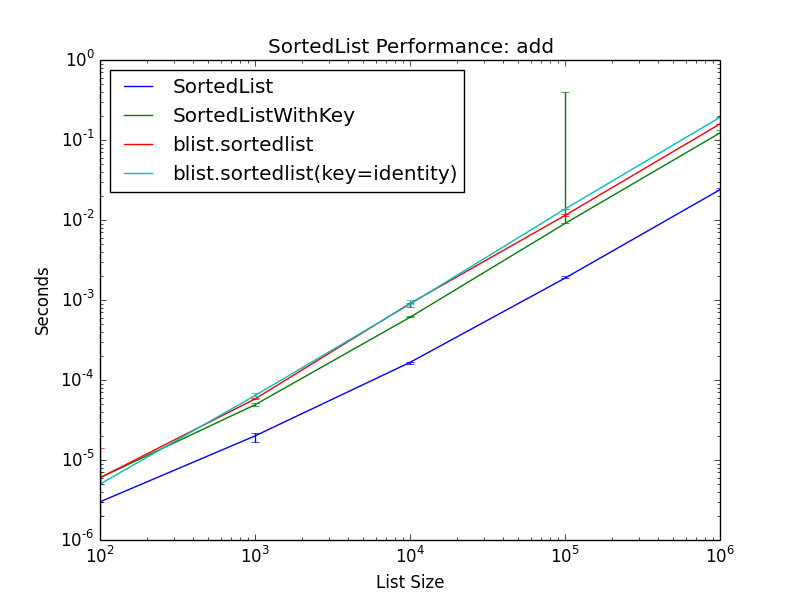 SortedList Performance: add
10^0
10^-1
10^-2
10^-3
10^-4
10^-5
10^-6
Seconds
SortedList
SortedListWithKey
blist.sortedlist
blist.sortedlist(key=identity)
10^2 10^3 10^4 10^5 10^6
List Size